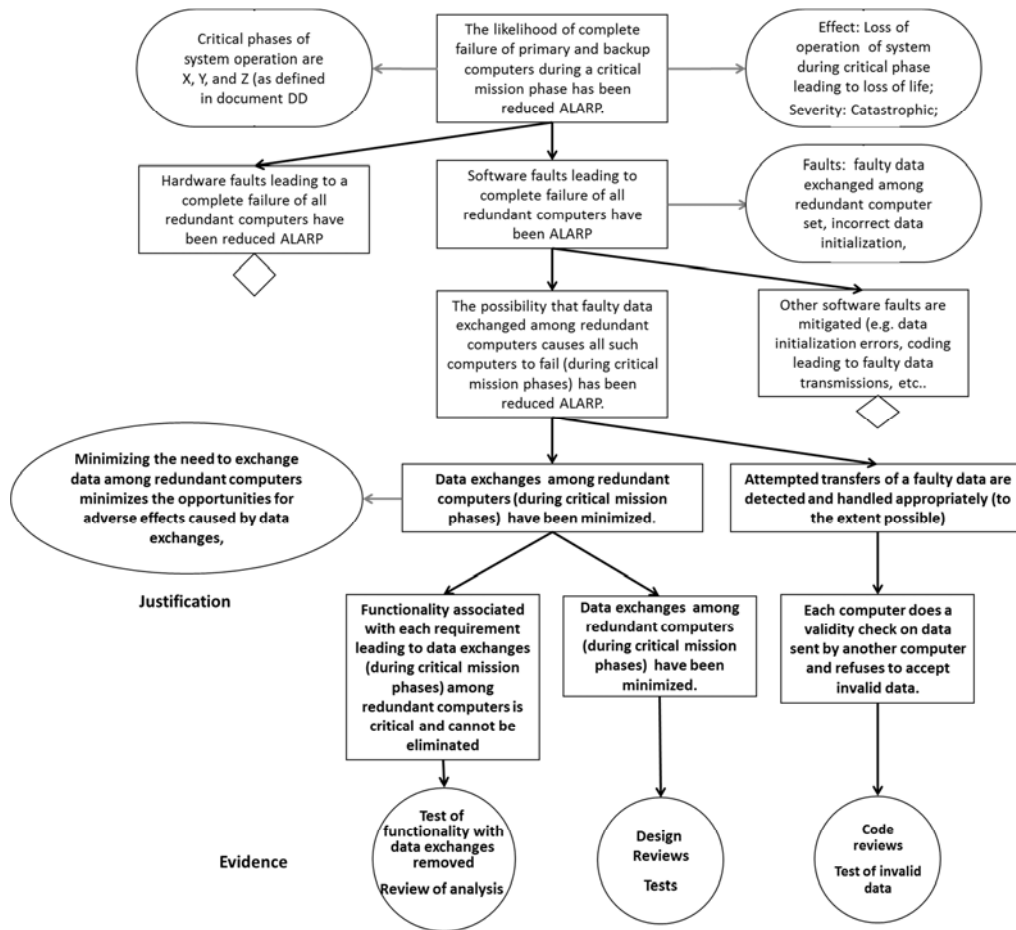 Critical phases of
system operation are
X, Y, and Z (as defined
in document DD
The likelihood of complete
failure of primary and backup
computers during a critical
mission phase has been
reduced ALARP.
Effect: Loss of
operation of system
during critical phase
leading to loss of life;
Severity: Catastrophic;
Hardware faults leading to a
complete failure of all
redundant computers have
been reduced ALARP
Software faults leading to
complete failure of all
redundant computers have
been ALARP
Faults: faulty data
exchanged among
redundant computer
set, incorrect data
initialization,
The possibility that faulty data
exchanged among redundant
computers causes all such
computers to fail (during critical
mission phases) has been
reduced ALARP.
Other software faults are
mitigated (e.g. data
initialization errors, coding
leading to faulty data
transmissions, etc..
Minimizing the need to exchange
data among redundant computers
minimizes the opportunities for
adverse effects caused by data
exchanges,
Justification
Data exchanges among redundant
computers (during critical mission
phases) have been minimized.
Attempted transfers of a faulty data are
detected and handled appropriately (to
the extent possible)
Functionality associated
with each requirement
leading to data exchanges
(during critical mission
phases) among
redundant computers is
critical and cannot be
eliminated
Data exchanges among
redundant computers
(during critical mission
phases) have been
minimized.
Each computer does a
validity check on data
sent by another computer
and refuses to accept
invalid data.
Evidence
Test of
functionality with
data exchanges
removed
Review of analysis
Design
Reviews
Tests
Code
reviews
Test of invalid
data